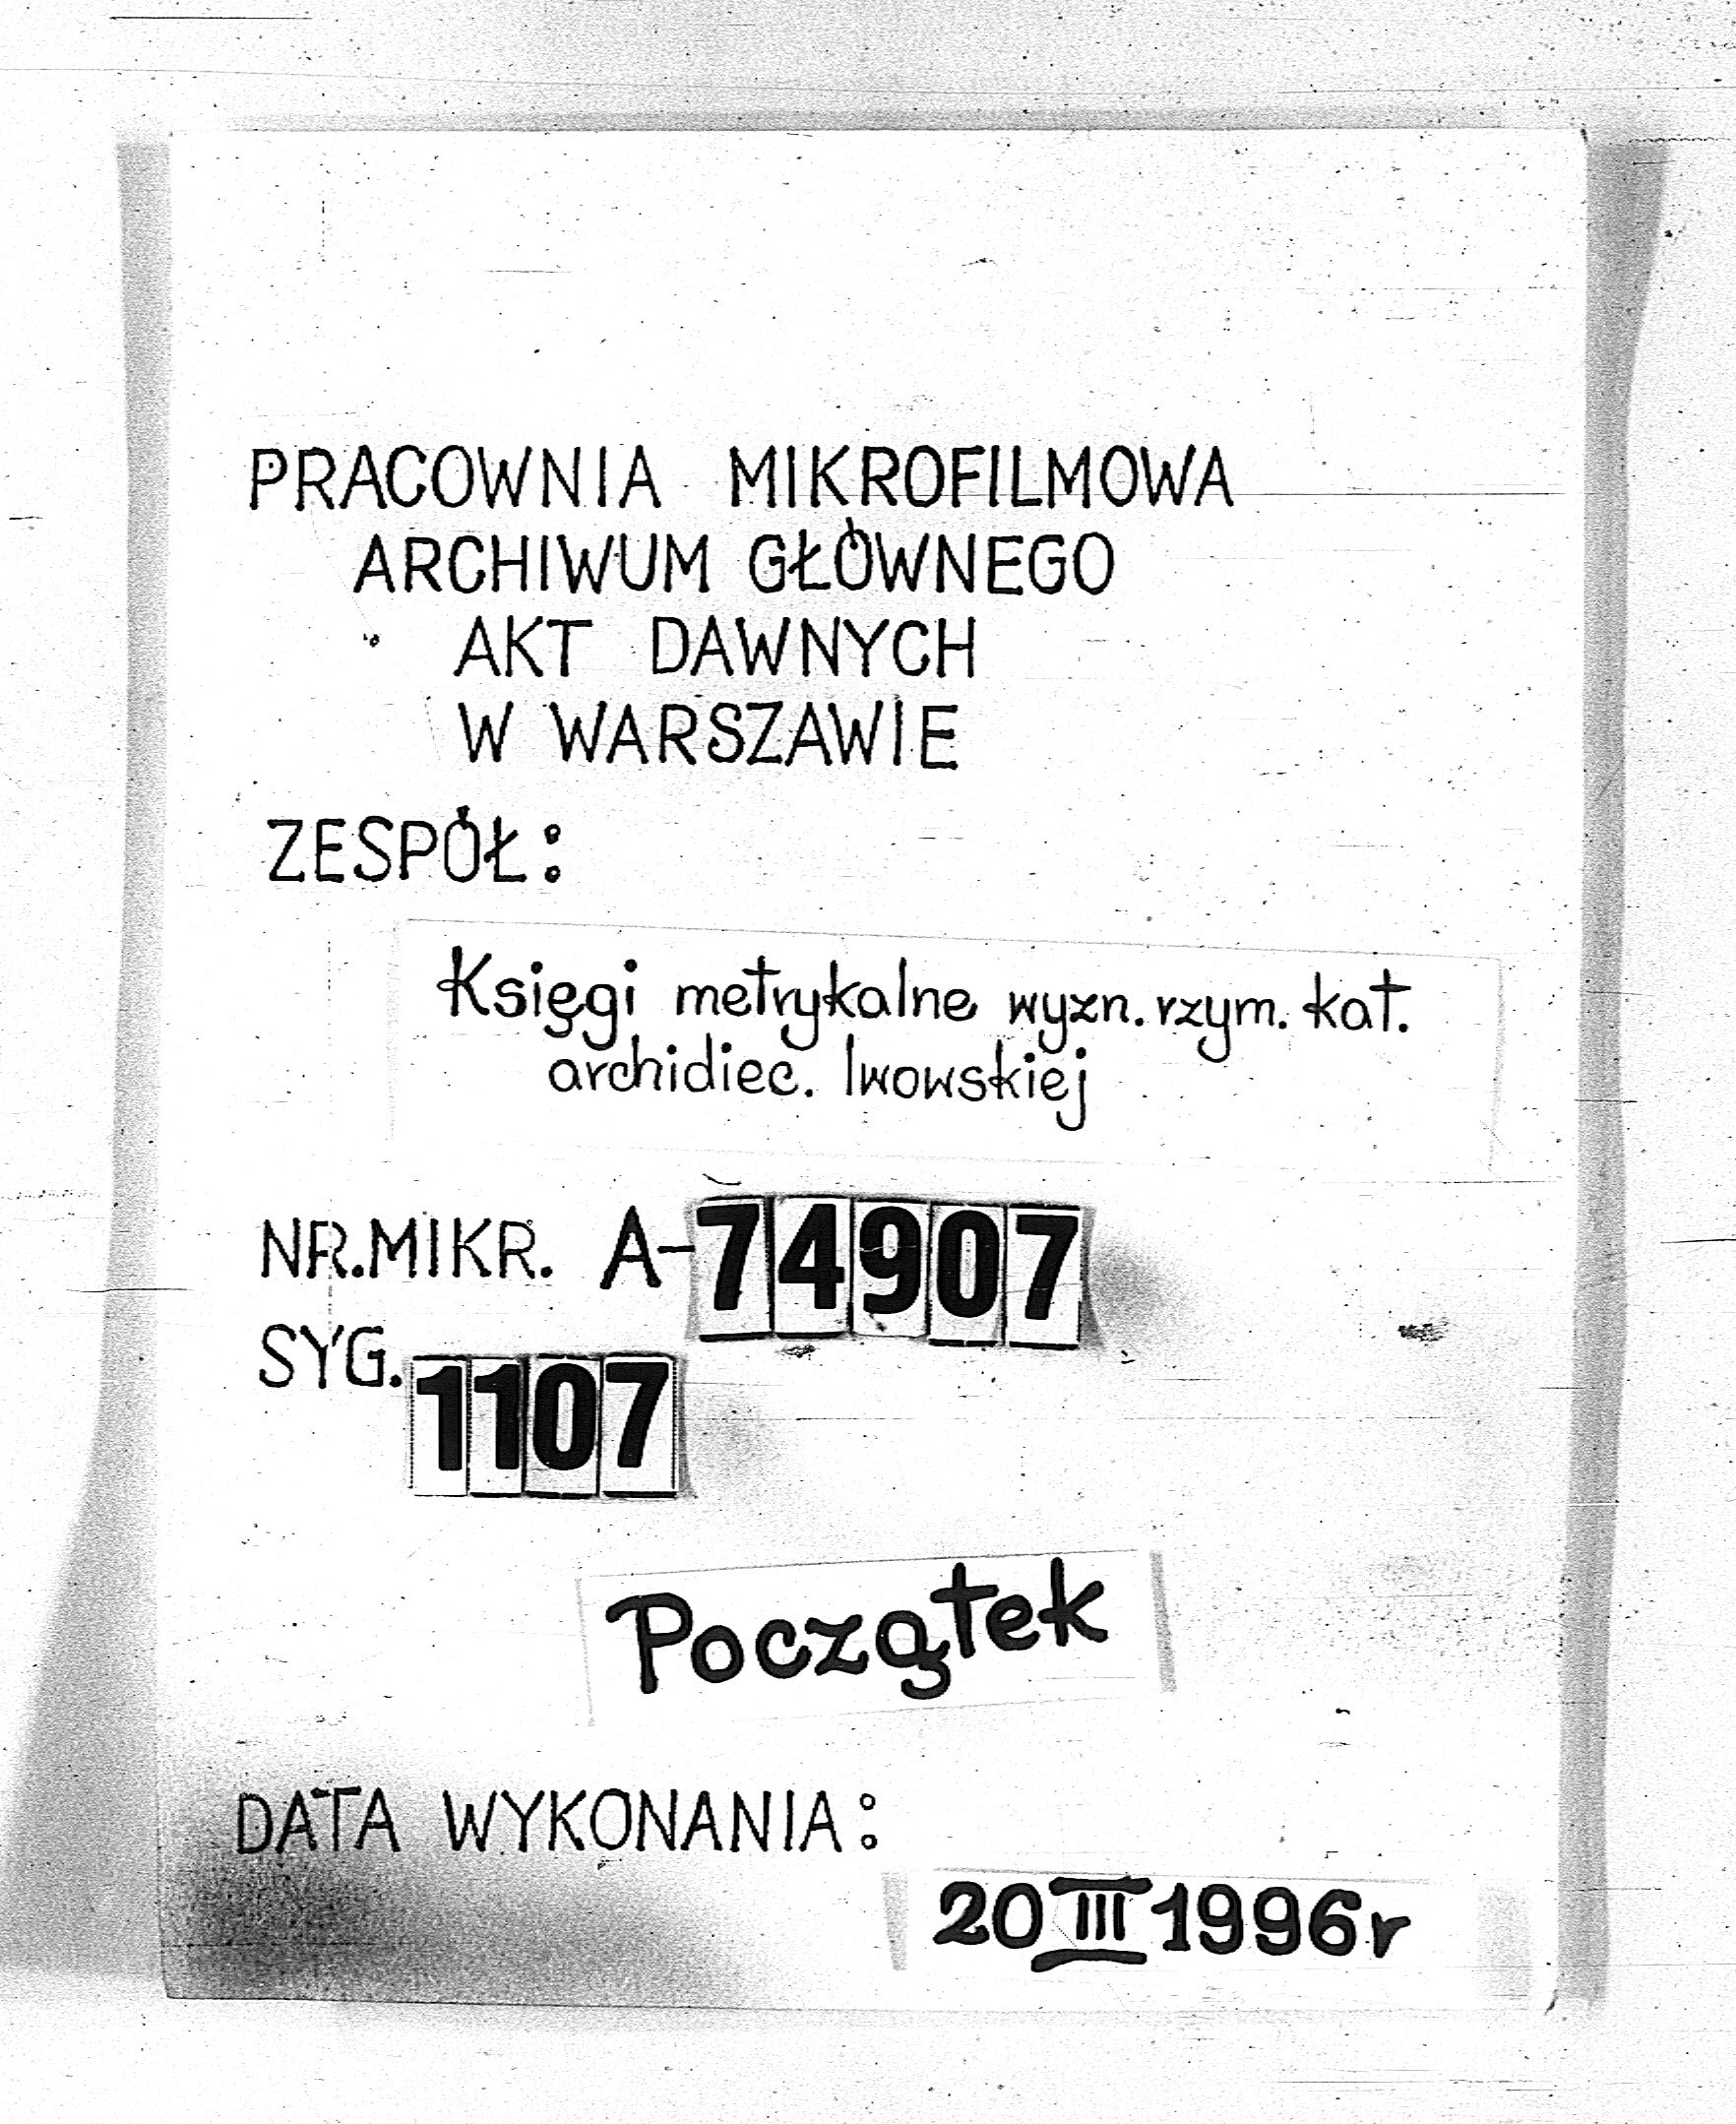 PRACOWNIA MIKROFILMOWA
ARCHIWUM GŁÓWNEGO
AKT DAWNYCH
W WARSZAWIE
ZESPÓŁ:
Księgi metrykalne wyzn. rzym. kat.
archidiec. lwowskiej
NR.MIKR. A-74907
SYG. 1107
Początek
DATA WYKONANIA:
20 III 1996r